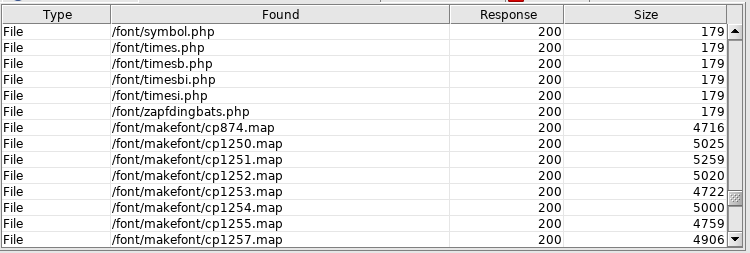 Type Found Response Size
File /font/symbol.php 200 179
File /font/times.php 200 179
File /font/timesb.php 200 179
File /font/timesbi.php 200 179
File /font/timesi.php 200 179
File /font/zapfdingbats.php 200 179
File /font/makefont/cp874.map 200 4716
File /font/makefont/cp1250.map 200 5025
File /font/makefont/cp1251.map 200 5259
File /font/makefont/cp1252.map 200 5020
File /font/makefont/cp1253.map 200 4722
File /font/makefont/cp1254.map 200 5000
File /font/makefont/cp1255.map 200 4759
File /font/makefont/cp1257.map 200 4906